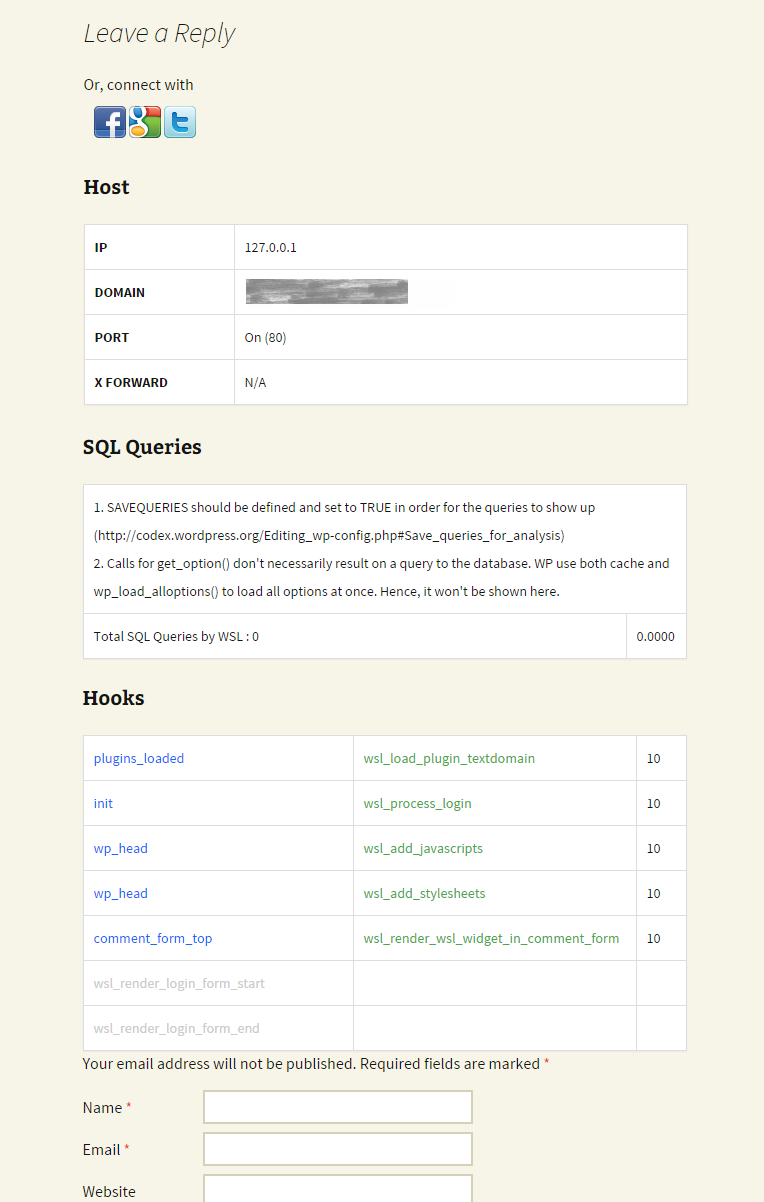 Leave a Reply
Or, connect with
Host
IP 127.0.0.1
DOMAIN
PORT On (80)
X FORWARD N/A
SQL Queries
1. SAVEQUERIES should be defined and set to TRUE in order for the queries to show up
(http://codex.wordpress.org/Editing_wp-config.php#Save_queries_for_analysis)
2. Calls for get_option() don't necessarily result on a query to the database. WP use both cache and
wp_load_alloptions() to load all options at once. Hence, it won't be shown here.
Total SQL Queries by WSL : 0 0.0000
Hooks
plugins_loaded wsl_load_plugin_textdomain 10
init wsl_process_login 10
wp_head wsl_add_javascripts 10
wp_head wsl_add_stylesheets 10
comment_form_top wsl_render_wsl_widget_in_comment_form 10
wsl_render_login_form_start
wsl_render_login_form_end
Your email address will not be published. Required fields are marked *
Name *
Email *
Website